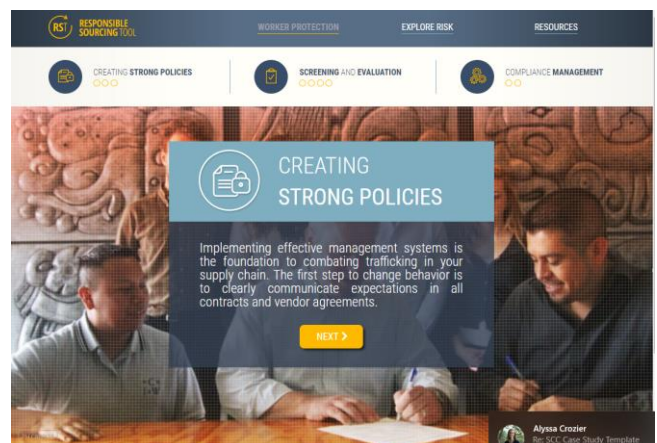 RST RESPONSIBLE
SOURCING TOOL
WORKER PROTECTION
EXPLORE RISK
RESOURCES
CREATING STRONG POLICIES
SCREENING AND EVALUATION
COMPLIANCE MANAGEMENT
CREATING
STRONG POLICIES
Implementing effective management systems is
the foundation to combating trafficking in your
supply chain. The first step to change behavior is
to clearly communicate expectations in all
contracts and vendor agreements.
NEXT >
Alyssa Crozier
Re: SCC Case Study Template